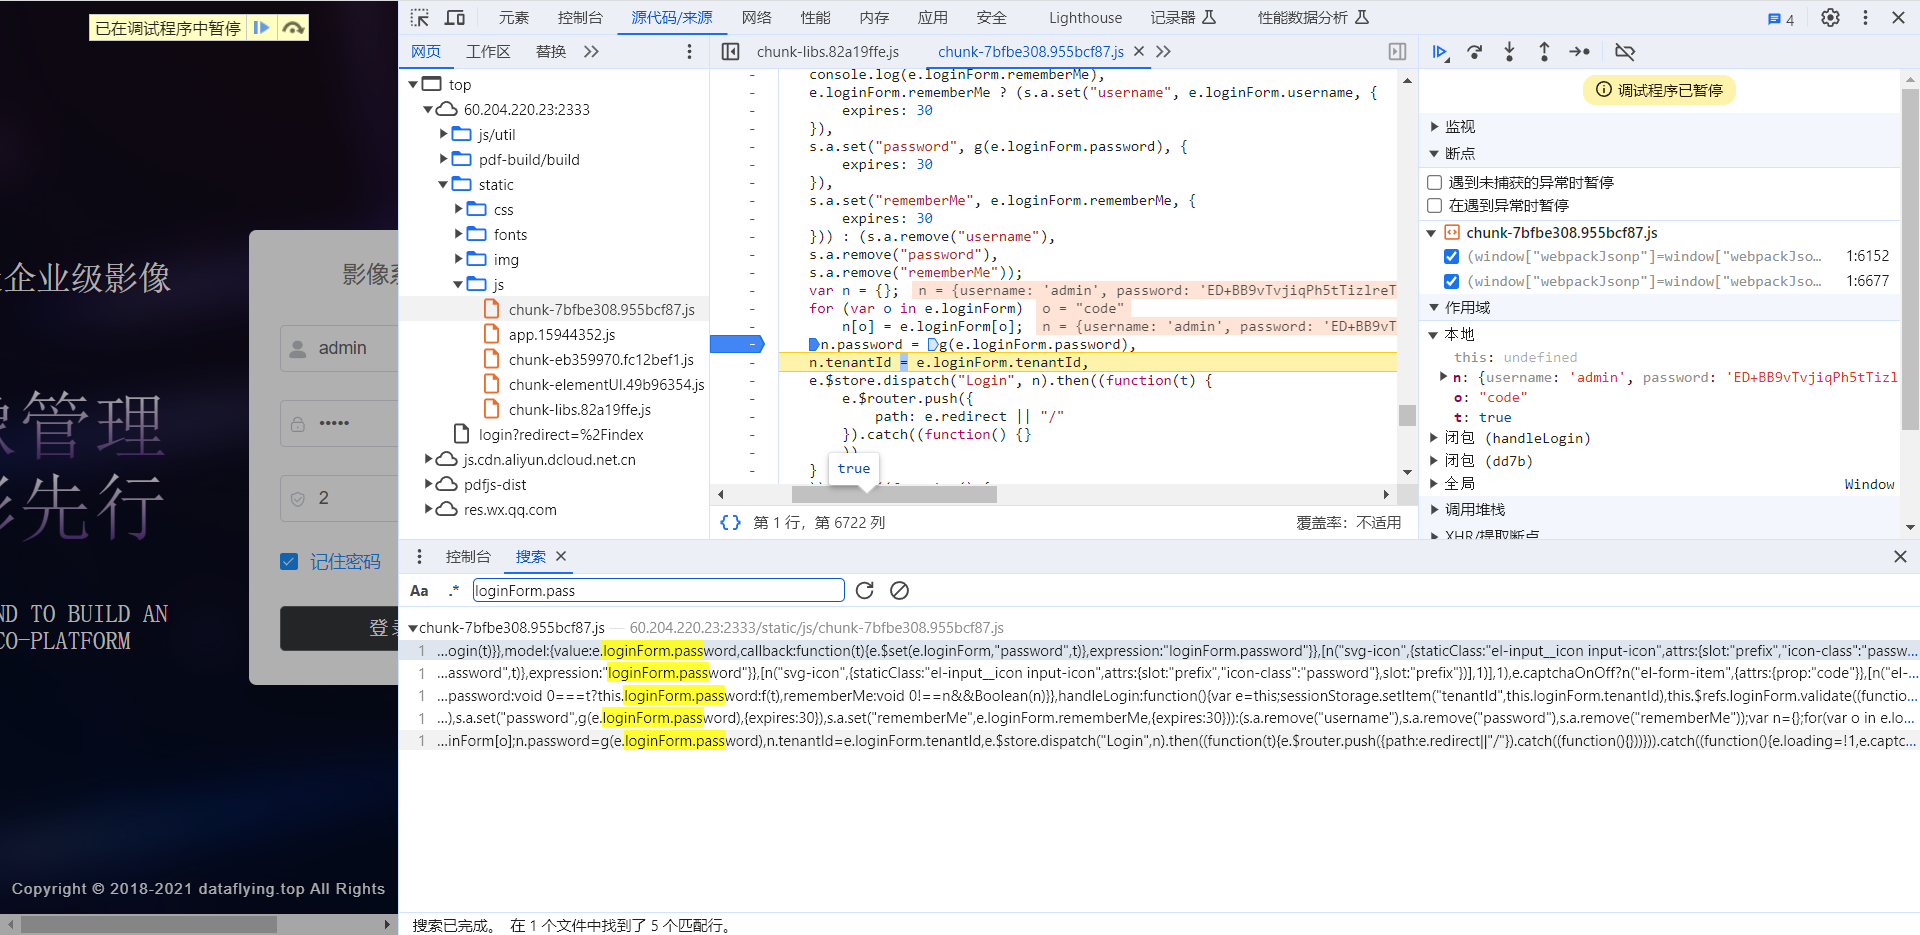 已在调试程序中暂停
企业级影像
影像系
admin
像管理
•••••
影先行
2
记住密码
ND TO BUILD AN
CO-PLATFORM
登录
Copyright © 2018-2021 dataflying.top All Rights
元素 控制台 源代码/来源 网络 性能 内存 应用 安全 Lighthouse 记录器 性能数据分析 4
网页 工作区 替换
top
60.204.220.23:2333
js/util
pdf-build/build
static
css
fonts
img
js
chunk-7bfbe308.955bcf87.js
app.15944352.js
chunk-eb359970.fc12bef1.js
chunk-elementUI.49b96354.js
chunk-libs.82a19ffe.js
login?redirect=%2Findex
js.cdn.aliyun.dcloud.net.cn
pdfjs-dist
res.wx.qq.com
chunk-libs.82a19ffe.js chunk-7bfbe308.955bcf87.js
console.log(e.loginForm.rememberMe),
e.loginForm.rememberMe ? (s.a.set("username", e.loginForm.username, {
expires: 30
}),
s.a.set("password", g(e.loginForm.password), {
expires: 30
}),
s.a.set("rememberMe", e.loginForm.rememberMe, {
expires: 30
})) : (s.a.remove("username"),
s.a.remove("password"),
s.a.remove("rememberMe"));
var n = {}; n = {username: 'admin', password: 'ED+BB9vTvjiqPh5tTizlreT
for (var o in e.loginForm) o = "code"
n[o] = e.loginForm[o]; n = {username: 'admin', password: 'ED+BB9vT
n.password = g(e.loginForm.password),
n.tenantId = e.loginForm.tenantId,
e.$store.dispatch("Login", n).then((function(t) {
e.$router.push({
path: e.redirect || "/"
}).catch((function() {}
))
}
true
第 1 行，第 6722 列 覆盖率：不适用
调试程序已暂停
监视
断点
遇到未捕获的异常时暂停
在遇到异常时暂停
chunk-7bfbe308.955bcf87.js
(window["webpackJsonp"]=window["webpackJso… 1:6152
(window["webpackJsonp"]=window["webpackJso… 1:6677
作用域
本地
this: undefined
n: {username: 'admin', password: 'ED+BB9vTvjiqPh5tTizl
o: "code"
t: true
闭包 (handleLogin)
闭包 (dd7b)
全局 Window
调用堆栈
XHR/提取断点
控制台 搜索
Aa .* loginForm.pass
chunk-7bfbe308.955bcf87.js — 60.204.220.23:2333/static/js/chunk-7bfbe308.955bcf87.js
1 …ogin(t)}},model:{value:e.loginForm.password,callback:function(t){e.$set(e.loginForm,"password",t)},expression:"loginForm.password"}},[n("svg-icon",{staticClass:"el-input__icon input-icon",attrs:{slot:"prefix","icon-class":"passw…
1 …assword",t)},expression:"loginForm.password"}},[n("svg-icon",{staticClass:"el-input__icon input-icon",attrs:{slot:"prefix","icon-class":"password"},slot:"prefix"})],1)],1),e.captchaOnOff?n("el-form-item",{attrs:{prop:"code"}},[n("el-…
1 …password:void 0===t?this.loginForm.password:f(t),rememberMe:void 0!==n&&Boolean(n)}},handleLogin:function(){var e=this;sessionStorage.setItem("tenantId",this.loginForm.tenantId),this.$refs.loginForm.validate((functio…
1 …),s.a.set("password",g(e.loginForm.password),{expires:30}),s.a.set("rememberMe",e.loginForm.rememberMe,{expires:30})):(s.a.remove("username"),s.a.remove("password"),s.a.remove("rememberMe"));var n={};for(var o in e.lo…
1 …inForm[o];n.password=g(e.loginForm.password),n.tenantId=e.loginForm.tenantId,e.$store.dispatch("Login",n).then((function(t){e.$router.push({path:e.redirect||"/"}).catch((function(){}))})).catch((function(){e.loading=!1,e.captc…
搜索已完成。 在 1 个文件中找到了 5 个匹配行。